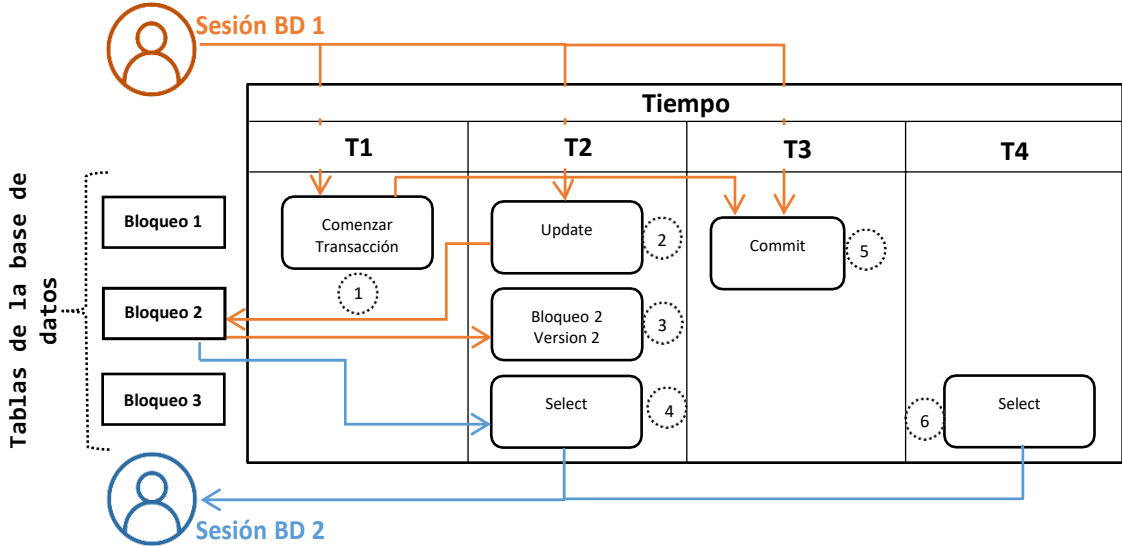 Sesión BD 1
Tiempo
T1
T2
T3
T4
Tablas de la base de
datos
Bloqueo 1
Bloqueo 2
Bloqueo 3
Comenzar
Transacción
1
Update
2
Bloqueo 2
Version 2
3
Select
4
Commit
5
Select
6
Sesión BD 2